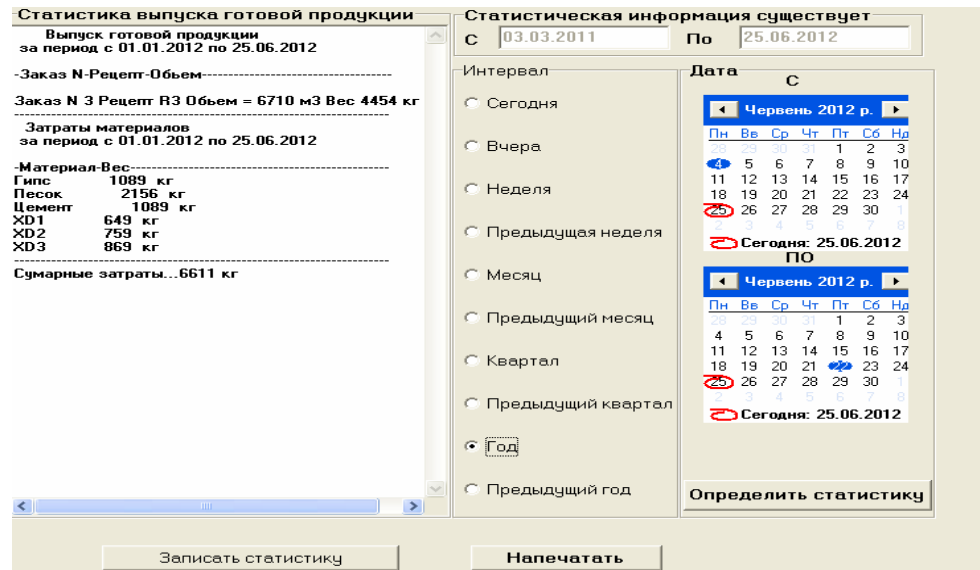 Статистика выпуска готовой продукции
Выпуск готовой продукции
за период с 01.01.2012 по 25.06.2012
-Заказ N-Рецепт-Обьем-----------------------------------
Заказ N 3 Рецепт R3 Обьем = 6710 м3 Вес 4454 кг
Затраты материалов
за период с 01.01.2012 по 25.06.2012
-Материал-Вес------------------------------------------------
Гипс 1089 кг
Песок 2156 кг
Цемент 1089 кг
XD1 649 кг
XD2 759 кг
XD3 869 кг
Сумарные затраты...6611 кг
Статистическая информация существует
С 03.03.2011 По 25.06.2012
Интервал
Сегодня
Вчера
Неделя
Предыдущая неделя
Месяц
Предыдущий месяц
Квартал
Предыдущий квартал
Год
Предыдущий год
Дата
С
Червень 2012 р.
Пн Вв Ср Чт Пт Сб Нд
28 29 30 31 1 2 3
4 5 6 7 8 9 10
11 12 13 14 15 16 17
18 19 20 21 22 23 24
25 26 27 28 29 30 1
2 3 4 5 6 7 8
Сегодня: 25.06.2012
ПО
Червень 2012 р.
Пн Вв Ср Чт Пт Сб Нд
28 29 30 31 1 2 3
4 5 6 7 8 9 10
11 12 13 14 15 16 17
18 19 20 21 22 23 24
25 26 27 28 29 30 1
2 3 4 5 6 7 8
Сегодня: 25.06.2012
Определить статистику
Записать статистику
Напечатать